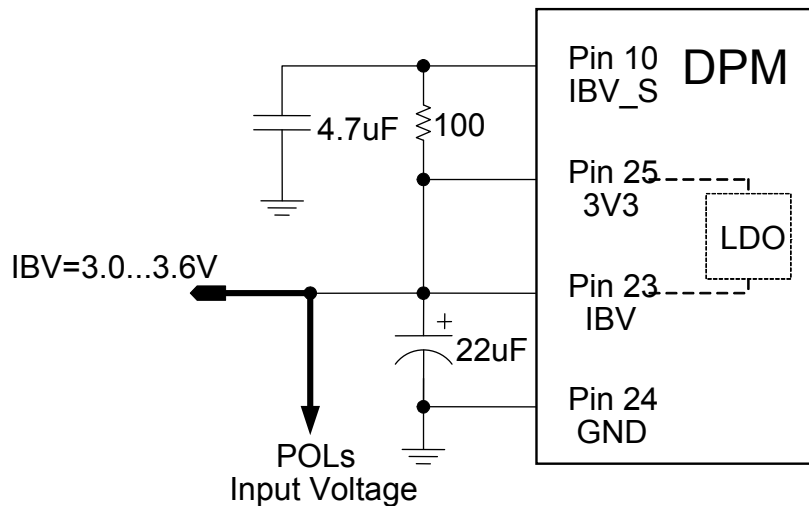 Pin 10
IBV_S
DPM
4.7uF
100
Pin 25
3V3
LDO
IBV=3.0...3.6V
Pin 23
IBV
+
22uF
Pin 24
GND
POLs
Input Voltage